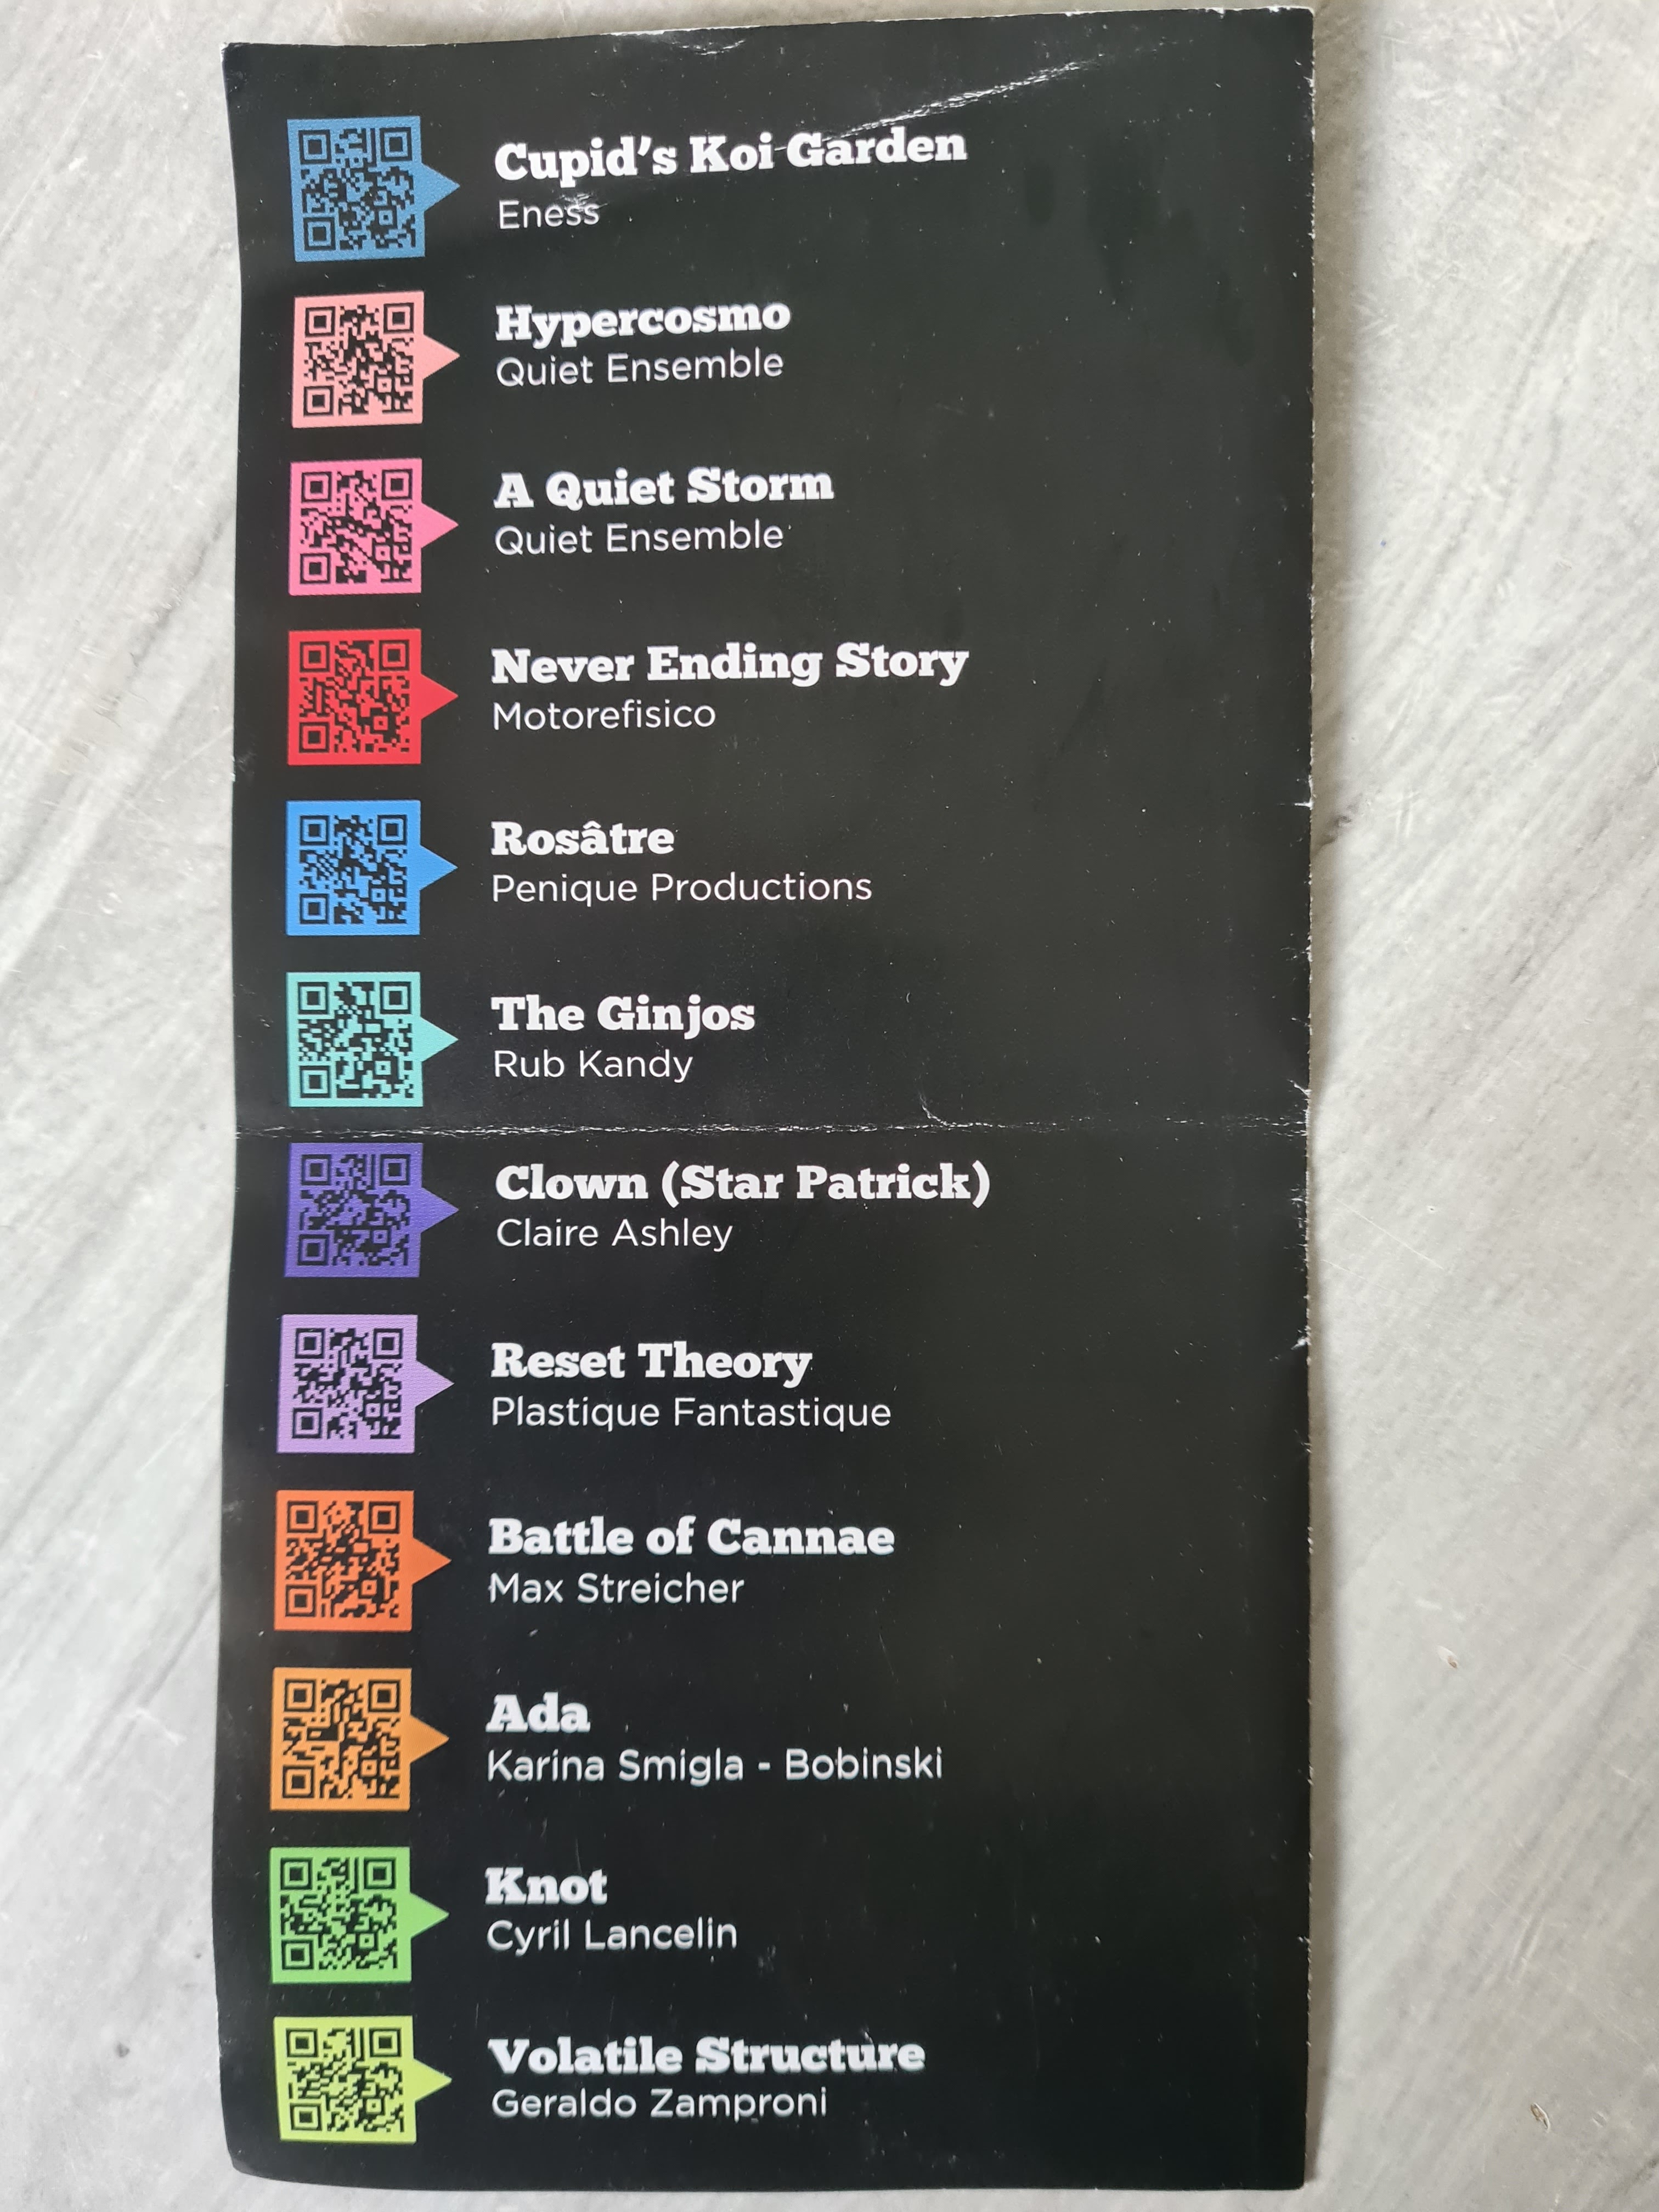 Cupid’s Koi Garden
Eness
Hypercosmo
Quiet Ensemble
A Quiet Storm
Quiet Ensemble
Never Ending Story
Motorefisico
Rosâtre
Penique Productions
The Ginjos
Rub Kandy
Clown (Star Patrick)
Claire Ashley
Reset Theory
Plastique Fantastique
Battle of Cannae
Max Streicher
Ada
Karina Smigla - Bobinski
Knot
Cyril Lancelin
Volatile Structure
Geraldo Zamproni